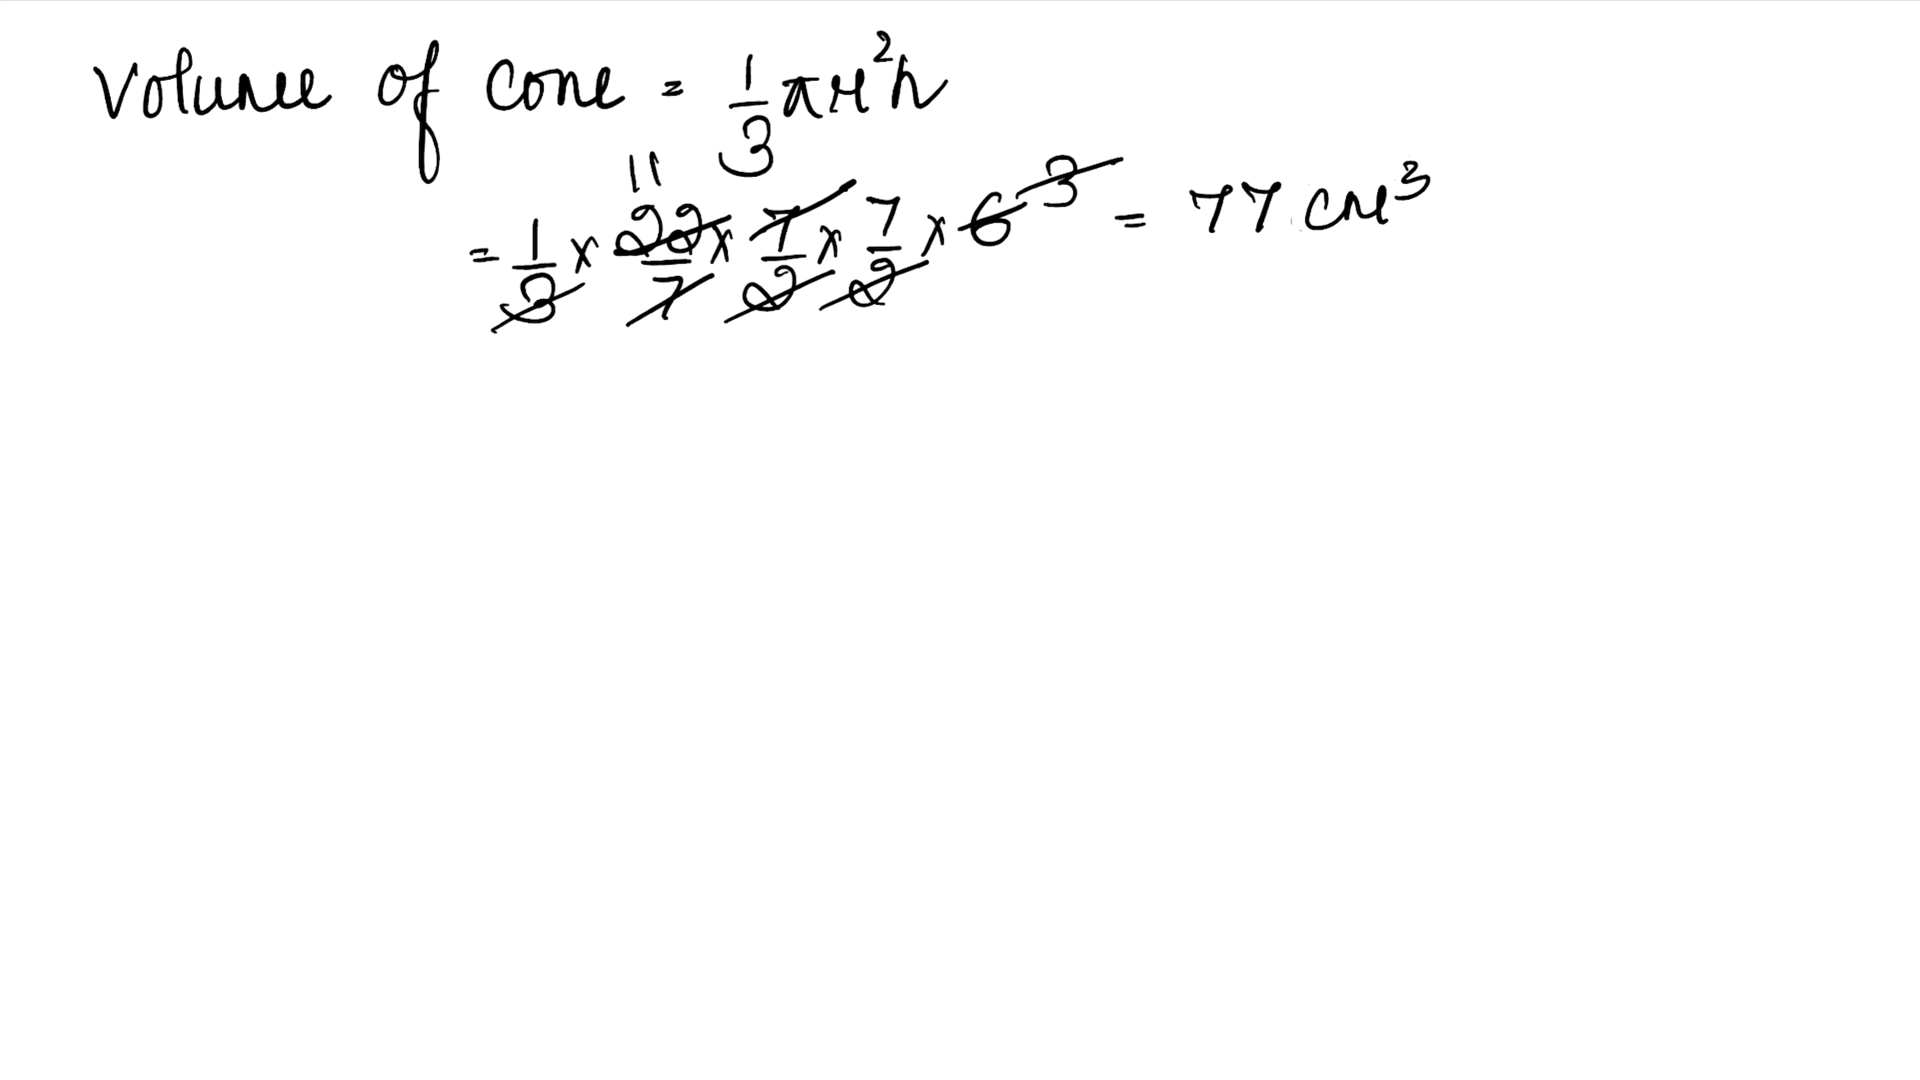 Volume of cone = 1/3 πr²h
= 1/3 × 22/7 × 7/2 × 7/2 × 6 = 77 cm³
11 3